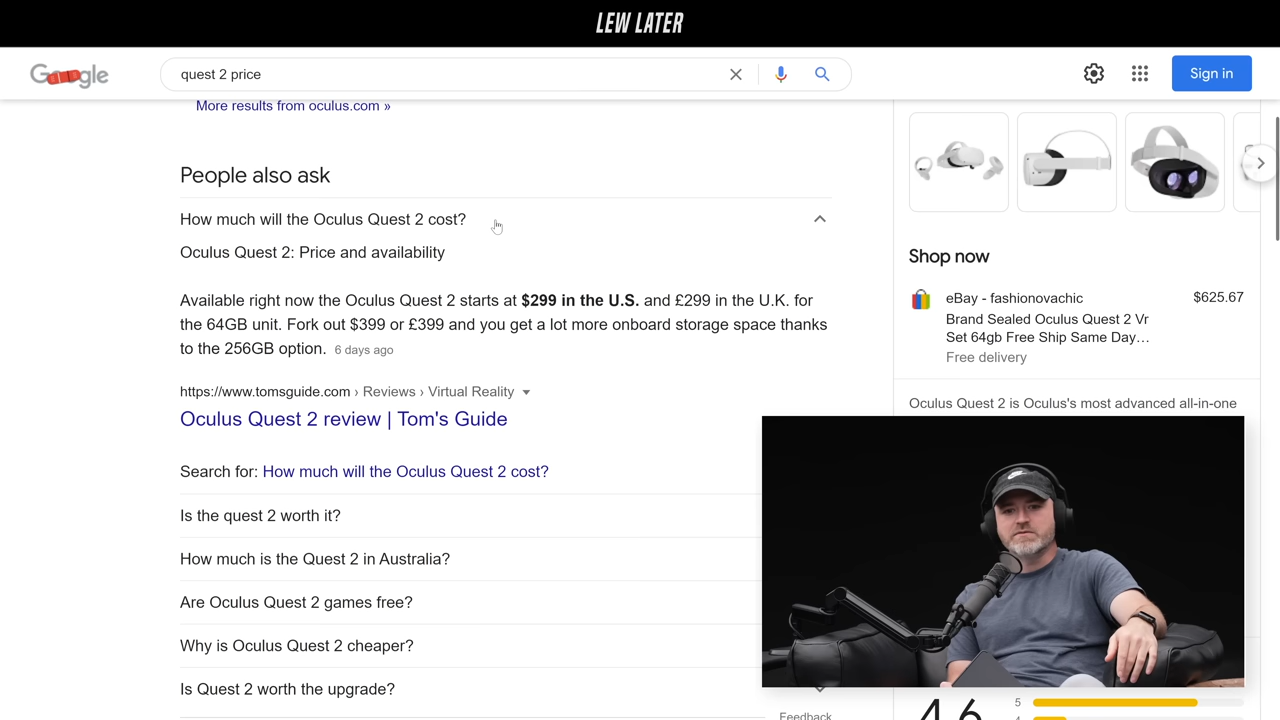 LEW LATER
Google
quest 2 price
Sign in
More results from oculus.com »
People also ask
How much will the Oculus Quest 2 cost?
Oculus Quest 2: Price and availability
Available right now the Oculus Quest 2 starts at $299 in the U.S. and £299 in the U.K. for
the 64GB unit. Fork out $399 or £399 and you get a lot more onboard storage space thanks
to the 256GB option. 6 days ago
https://www.tomsguide.com › Reviews › Virtual Reality
Oculus Quest 2 review | Tom's Guide
Search for: How much will the Oculus Quest 2 cost?
Is the quest 2 worth it?
How much is the Quest 2 in Australia?
Are Oculus Quest 2 games free?
Why is Oculus Quest 2 cheaper?
Is Quest 2 worth the upgrade?
Feedback
Shop now
eBay - fashionovachic $625.67
Brand Sealed Oculus Quest 2 Vr
Set 64gb Free Ship Same Day…
Free delivery
Oculus Quest 2 is Oculus's most advanced all-in-one
4.6
5
4